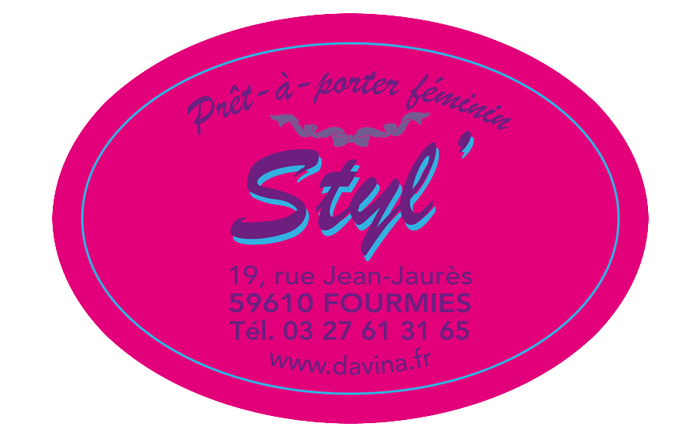 Prêt-à-porter féminin
Styl'
19, rue Jean-Jaurès
59610 FOURMIES
Tél. 03 27 61 31 65
www.davina.fr